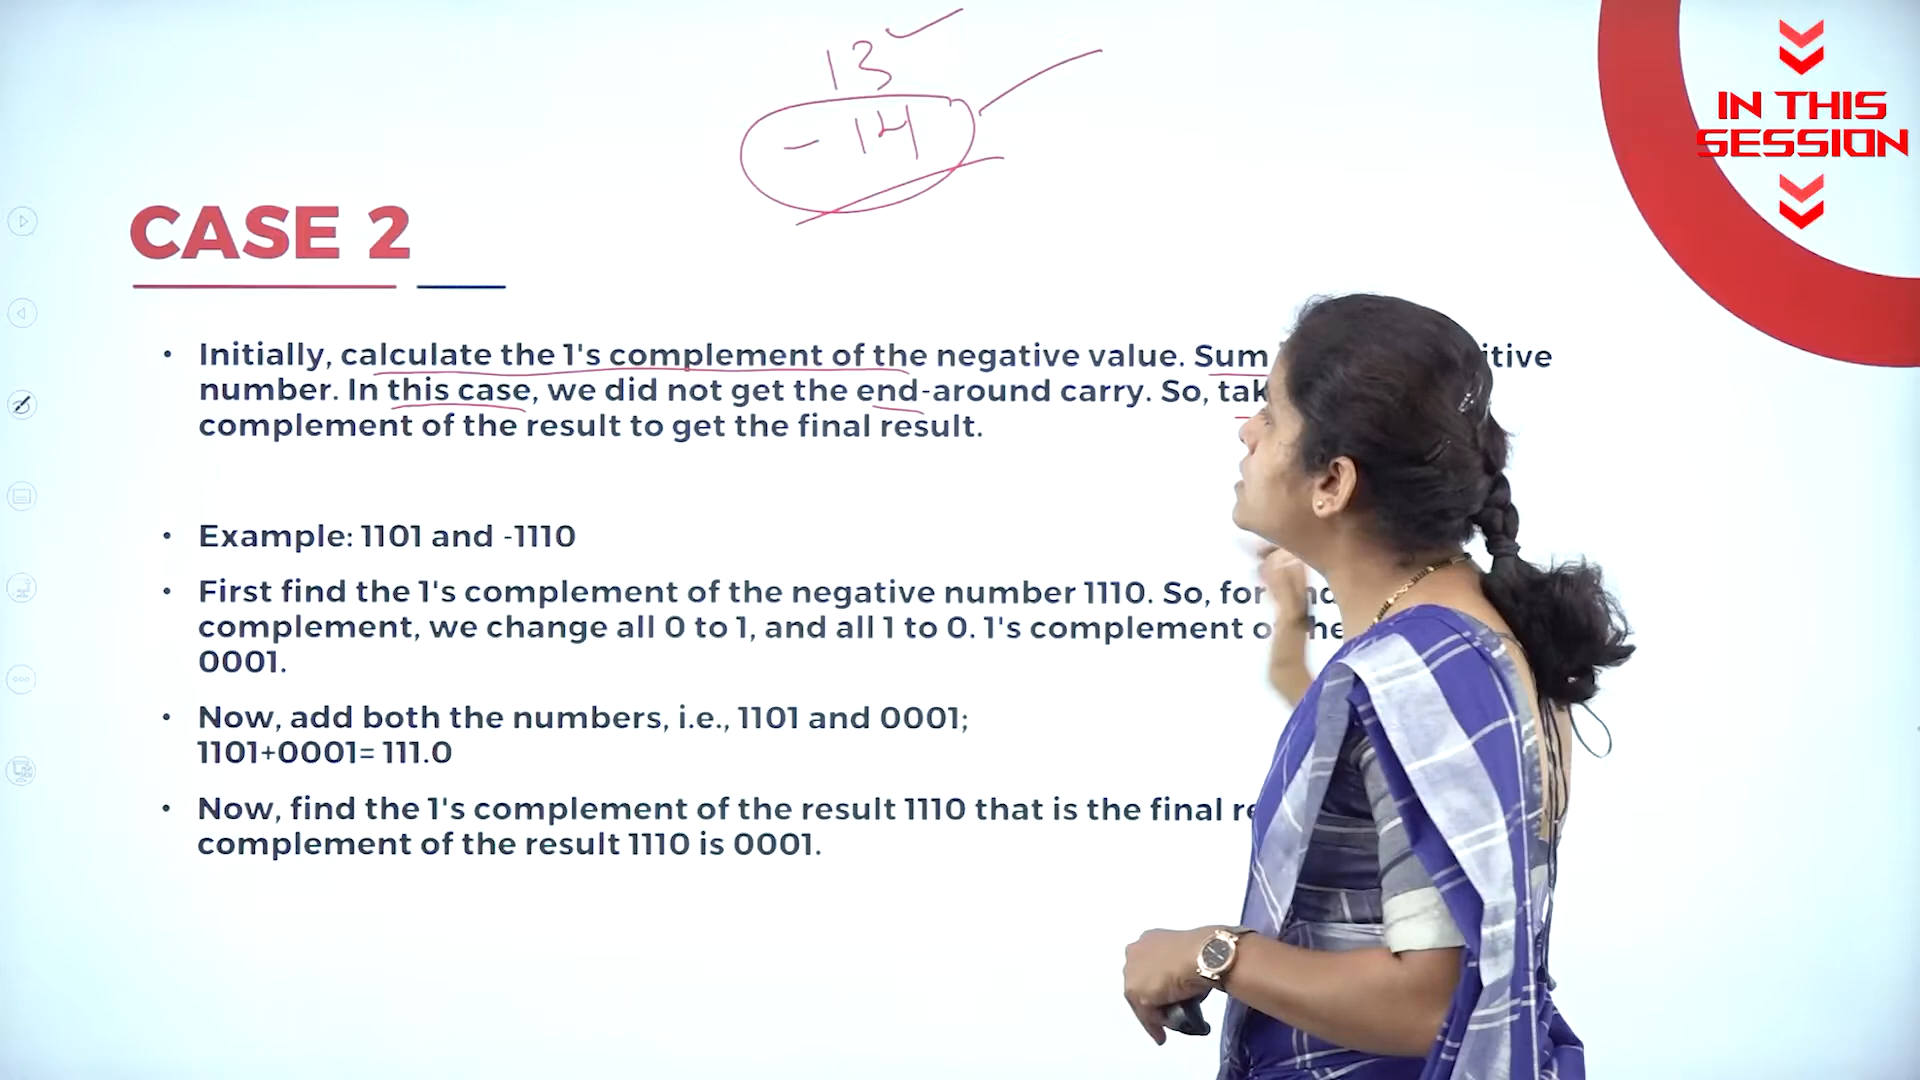 13
-14
IN THIS
SESSION
CASE 2
• Initially, calculate the 1's complement of the negative value. Sum
number. In this case, we did not get the end-around carry. So,
complement of the result to get the final result.
• Example: 1101 and -1110
• First find the 1's complement of the negative number 1110. So, for
complement, we change all 0 to 1, and all 1 to 0. 1's complement
0001.
• Now, add both the numbers, i.e., 1101 and 0001;
1101+0001= 111.0
• Now, find the 1's complement of the result 1110 that is the final
complement of the result 1110 is 0001.